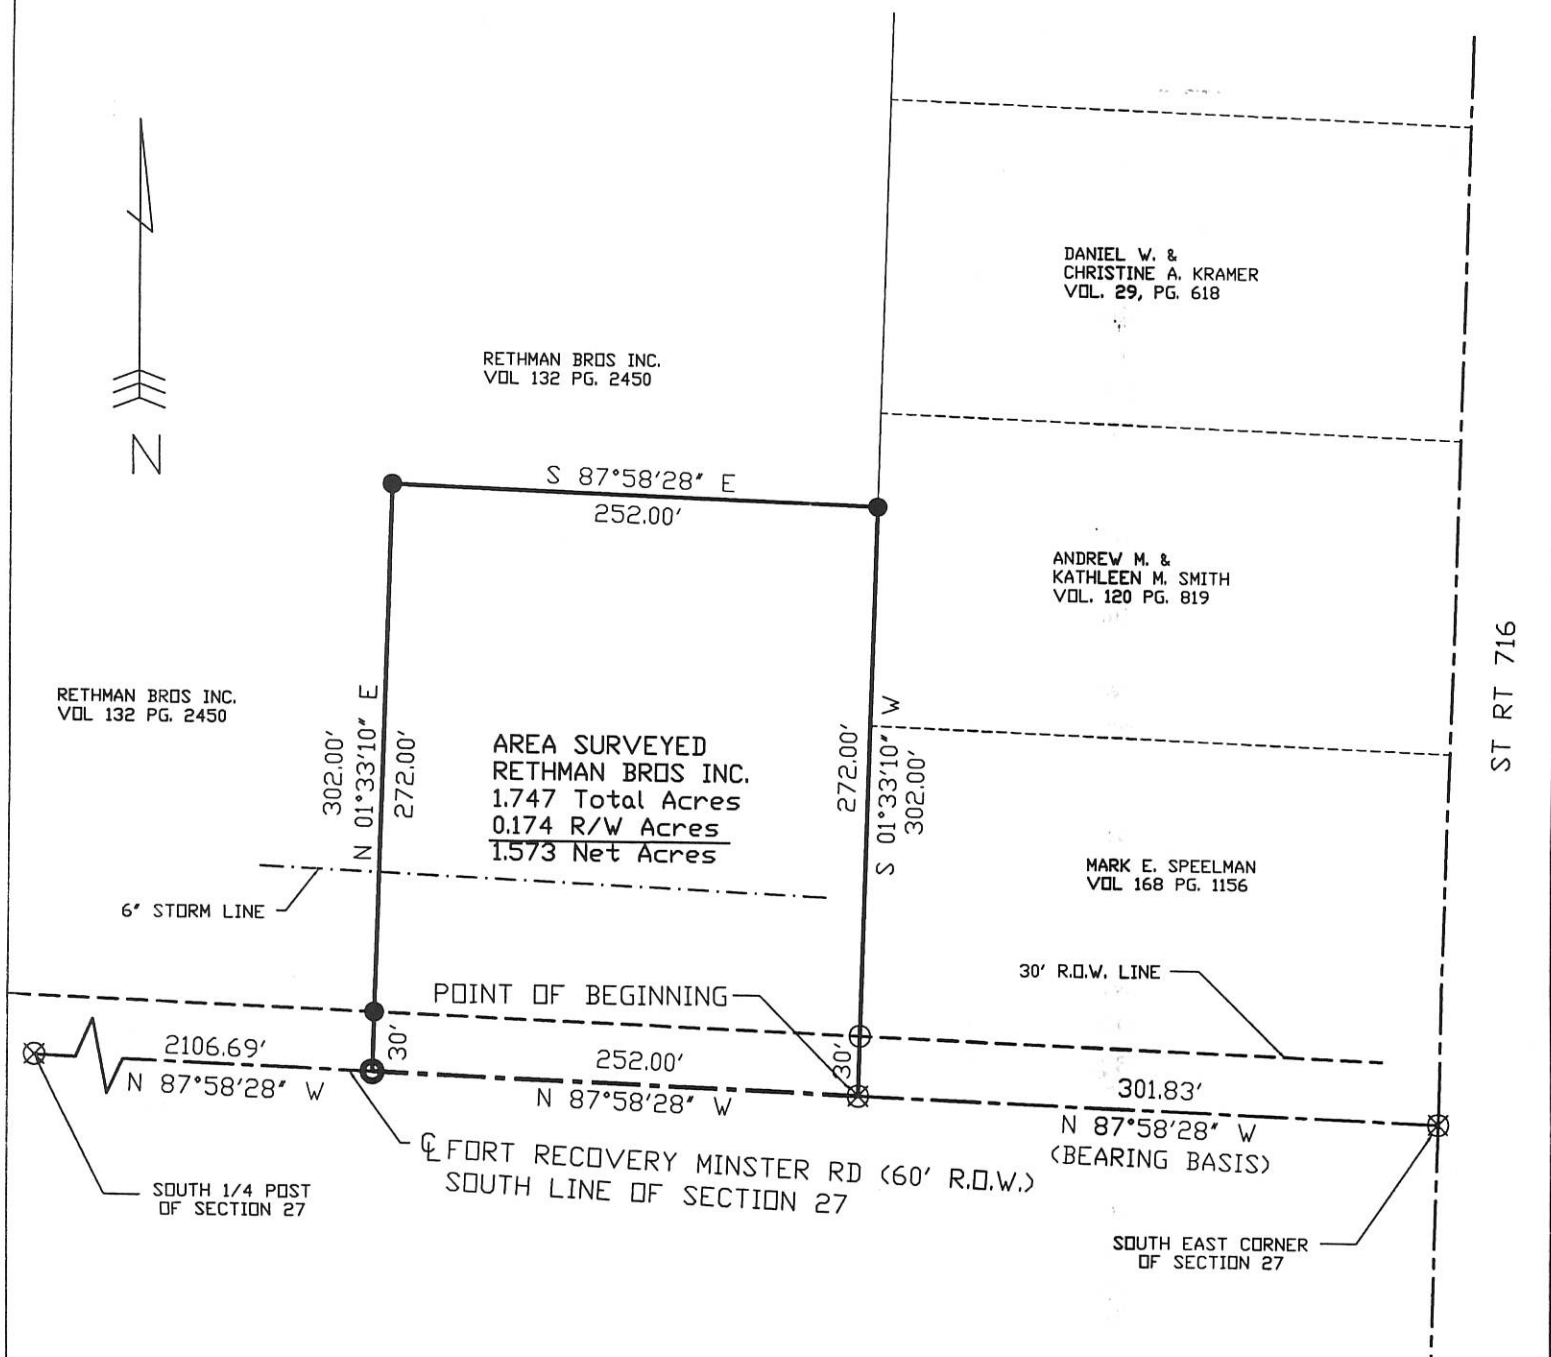 DANIEL W. &
CHRISTINE A. KRAMER
VOL. 29, PG. 618
RETHMAN BROS INC.
VOL 132 PG. 2450
N
S 87°58'28" E
252.00'
ANDREW M. &
KATHLEEN M. SMITH
VOL. 120 PG. 819
ST RT 716
RETHMAN BROS INC.
VOL 132 PG. 2450
302.00'
N 01°33'10" E
272.00'
AREA SURVEYED
RETHMAN BROS INC.
1.747 Total Acres
0.174 R/W Acres
1.573 Net Acres
272.00'
S 01°33'10" W
302.00'
MARK E. SPEELMAN
VOL 168 PG. 1156
6" STORM LINE
30' R.O.W. LINE
POINT OF BEGINNING
2106.69'
N 87°58'28" W
30'
252.00'
N 87°58'28" W
30'
301.83'
N 87°58'28" W
(BEARING BASIS)
℄ FORT RECOVERY MINSTER RD (60' R.O.W.)
SOUTH LINE OF SECTION 27
SOUTH 1/4 POST
OF SECTION 27
SOUTH EAST CORNER
OF SECTION 27